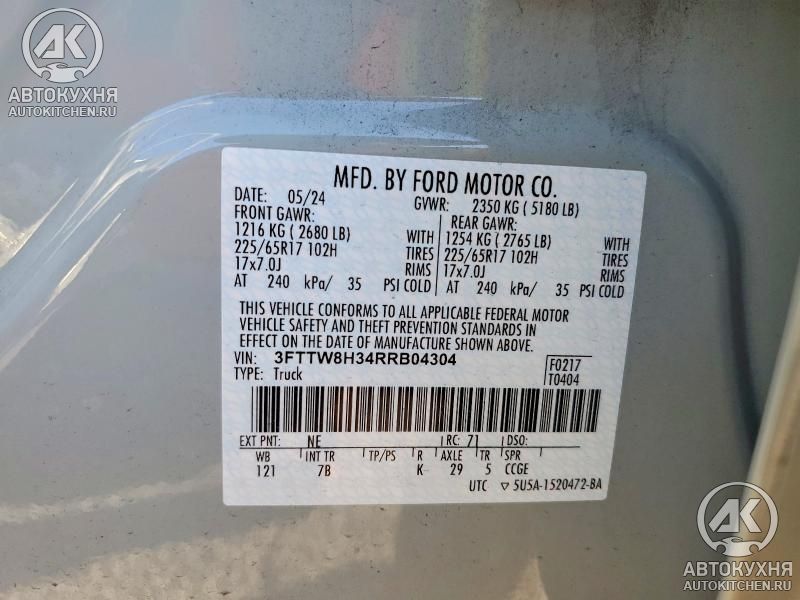 AK
АВТОКУХНЯ
AUTOKITCHEN.RU
MFD. BY FORD MOTOR CO.
DATE: 05/24 GVWR: 2350 KG ( 5180 LB)
FRONT GAWR: REAR GAWR:
1216 KG ( 2680 LB) WITH 1254 KG ( 2765 LB) WITH
225/65R17 102H TIRES 225/65R17 102H TIRES
17x7.0J RIMS 17x7.0J RIMS
AT 240 kPa/ 35 PSI COLD AT 240 kPa/ 35 PSI COLD
THIS VEHICLE CONFORMS TO ALL APPLICABLE FEDERAL MOTOR
VEHICLE SAFETY AND THEFT PREVENTION STANDARDS IN
EFFECT ON THE DATE OF MANUFACTURE SHOWN ABOVE.
VIN: 3FTTW8H34RRB04304 F0217
TYPE: Truck T0404
EXT PNT: NE RC: 71 DSO:
WB INT TR TP/PS R AXLE TR SPR
121 7B K 29 5 CCGE
UTC ▽ 5U5A-1520472-BA
AK
АВТОКУХНЯ
AUTOKITCHEN.RU